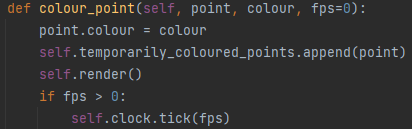 def colour_point(self, point, colour, fps=0):
    point.colour = colour
    self.temporarily_coloured_points.append(point)
    self.render()
    if fps > 0:
        self.clock.tick(fps)